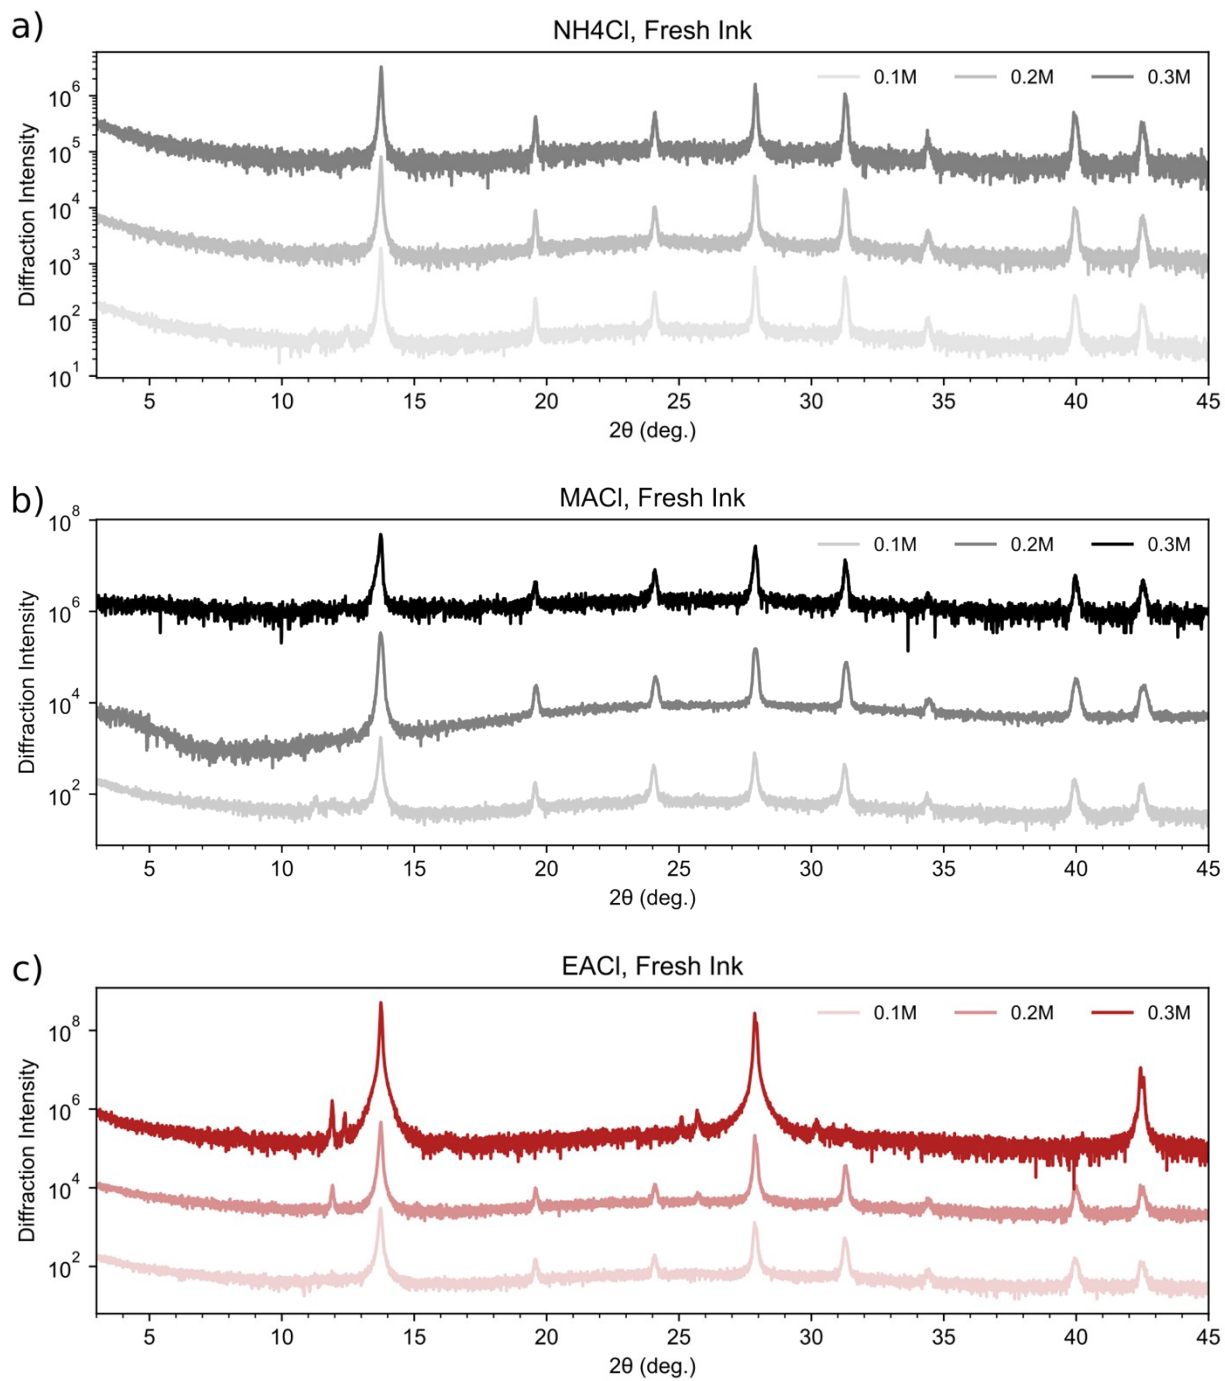 a)
NH4Cl, Fresh Ink
0.1M 0.2M 0.3M
Diffraction Intensity
10^6
10^5
10^4
10^3
10^2
10^1
5 10 15 20 25 30 35 40 45
2θ (deg.)
b)
MACl, Fresh Ink
0.1M 0.2M 0.3M
Diffraction Intensity
10^8
10^6
10^4
10^2
5 10 15 20 25 30 35 40 45
2θ (deg.)
c)
EACl, Fresh Ink
0.1M 0.2M 0.3M
Diffraction Intensity
10^8
10^6
10^4
10^2
5 10 15 20 25 30 35 40 45
2θ (deg.)